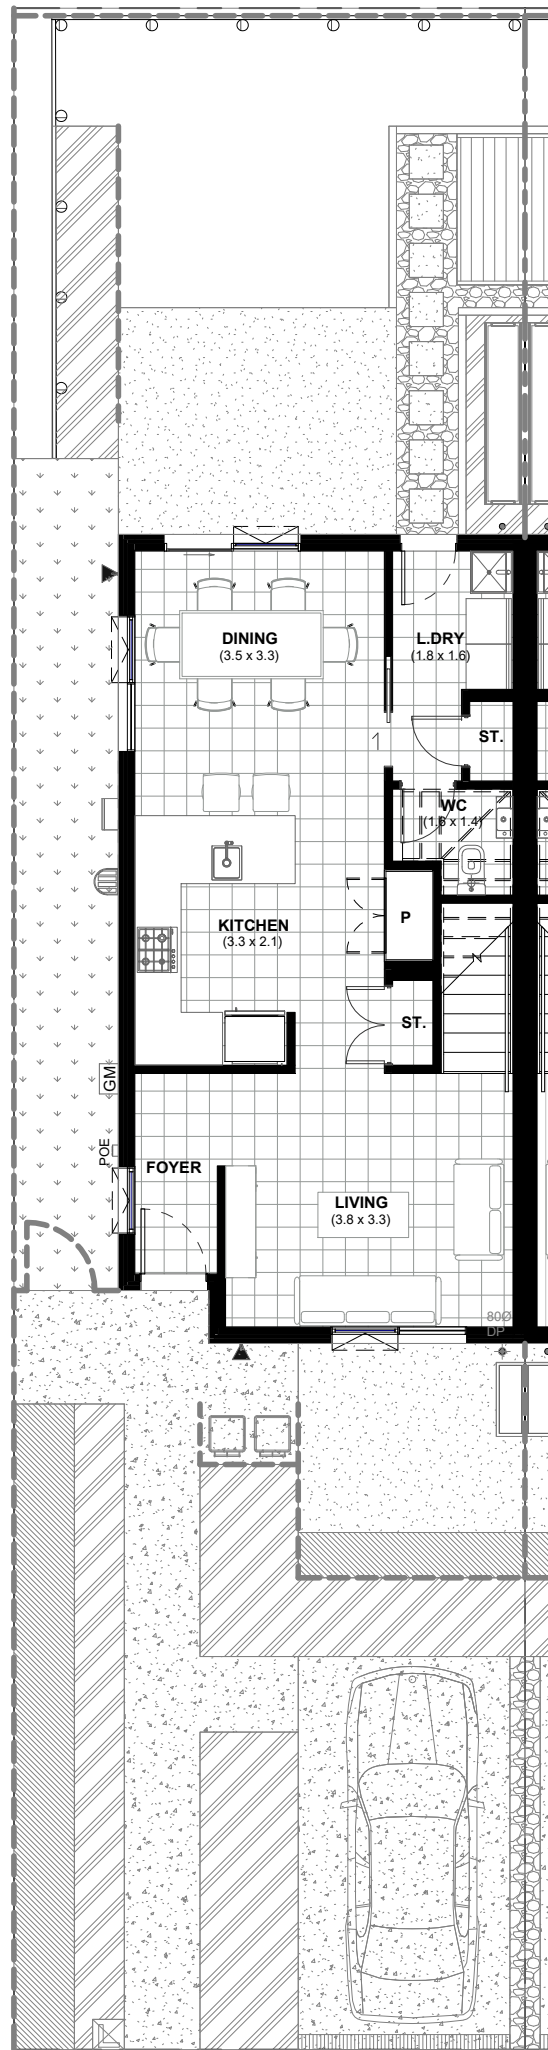 DINING
(3.5 x 3.3)
L.DRY
(1.8 x 1.6)
1
ST.
WC
(1.6 x 1.4)
KITCHEN
(3.3 x 2.1)
P
ST.
GM
POE
FOYER
LIVING
(3.8 x 3.3)
80Ø
DP